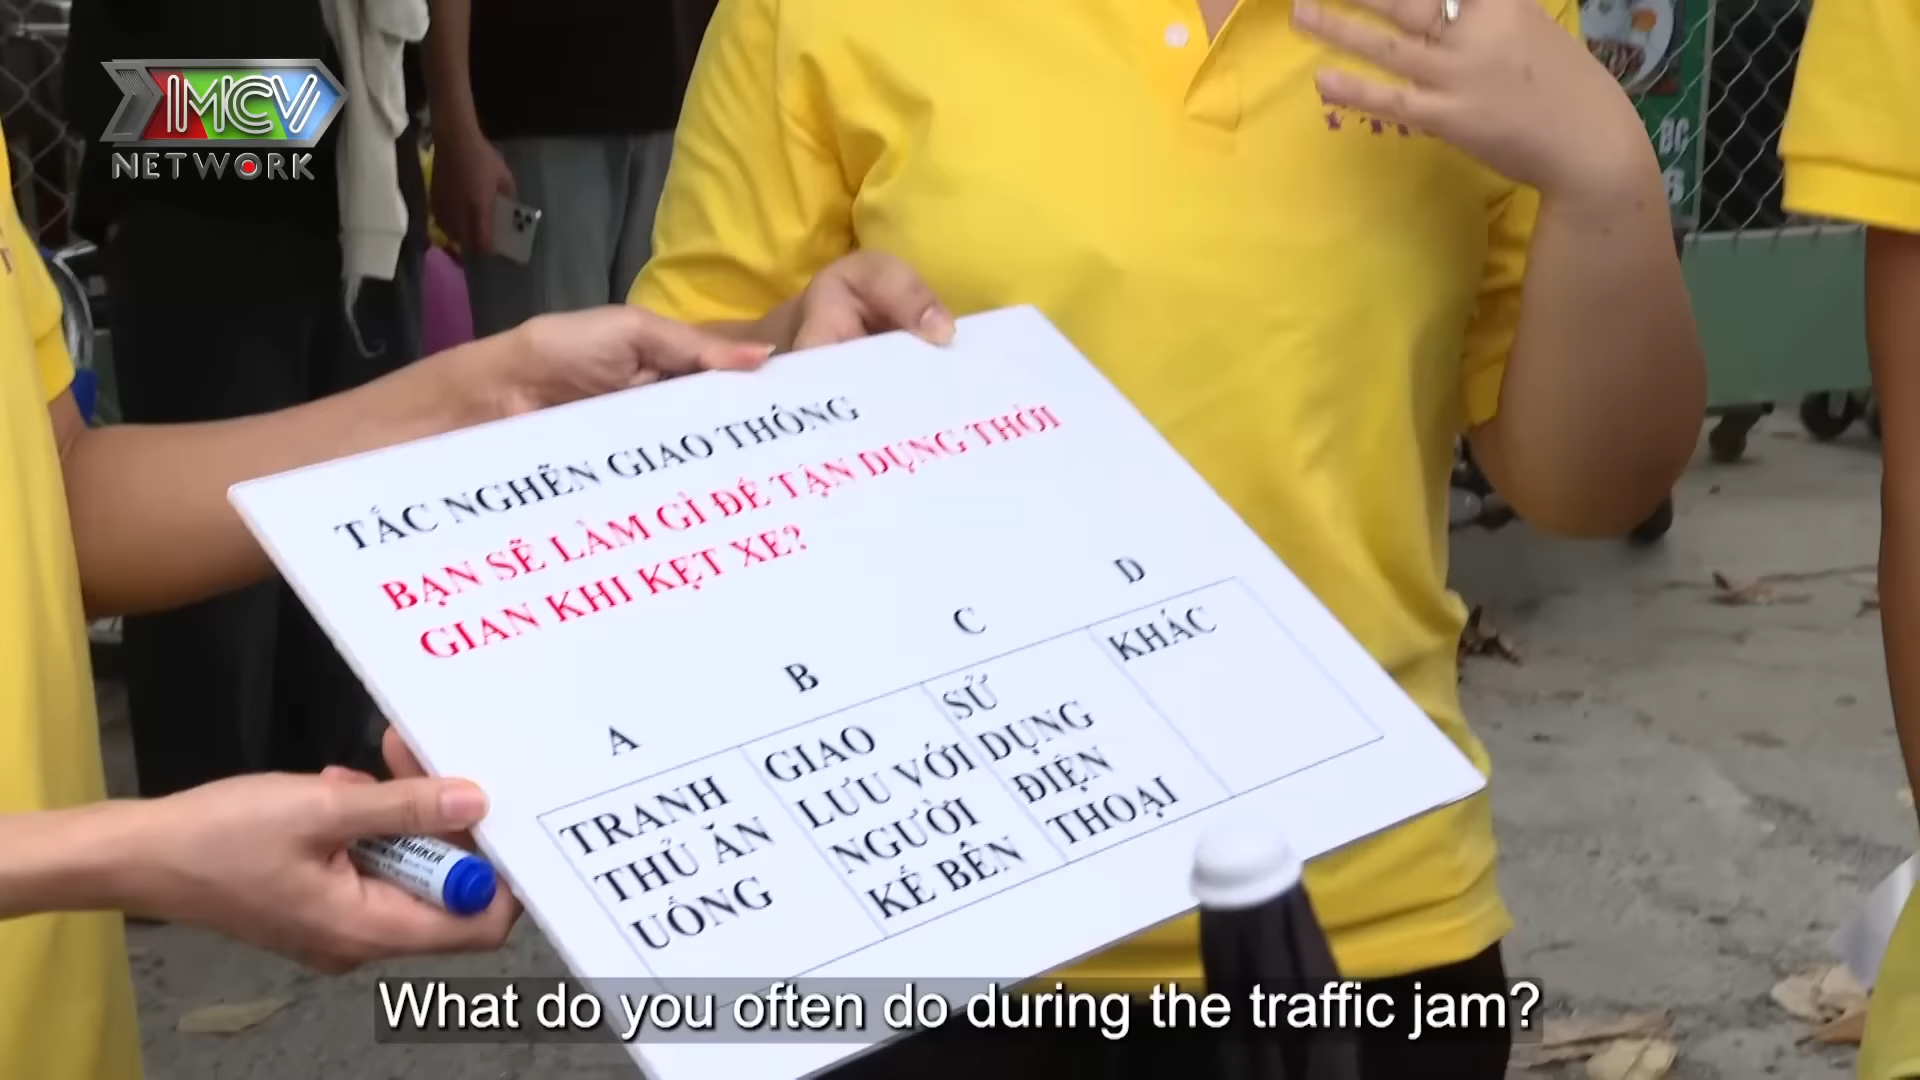 MCV
NETWORK
TẮC NGHẼN GIAO THÔNG
BẠN SẼ LÀM GÌ ĐỂ TẬN DỤNG THỜI
GIAN KHI KẸT XE?
A
B
C
D
TRANH
THỦ ĂN
UỐNG
GIAO
LƯU VỚI
NGƯỜI
KẾ BÊN
SỬ
DỤNG
ĐIỆN
THOẠI
KHÁC
MARKER
What do you often do during the traffic jam?